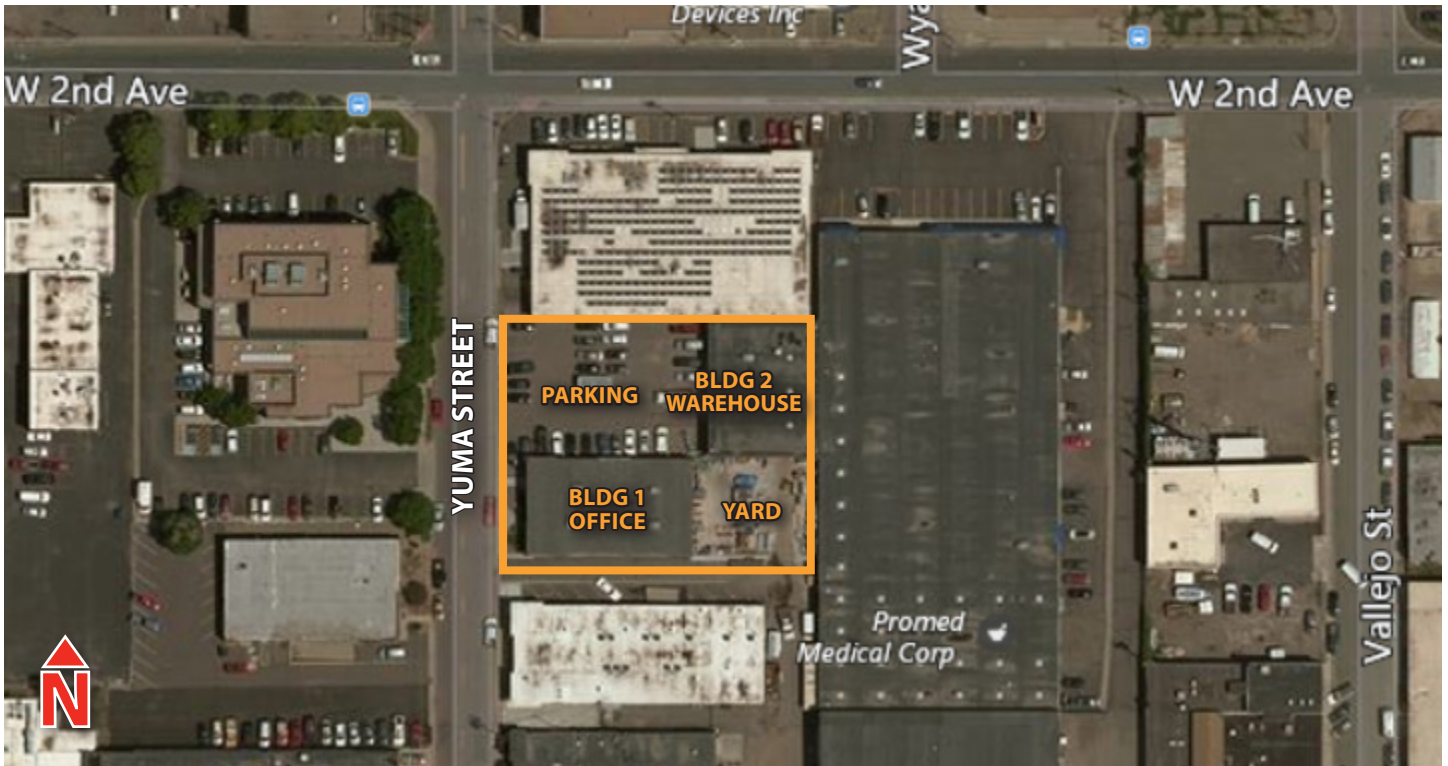 Devices Inc
Wya
W 2nd Ave
W 2nd Ave
YUMA STREET
PARKING
BLDG 2
WAREHOUSE
BLDG 1
OFFICE
YARD
Vallejo St
Promed
Medical Corp
N